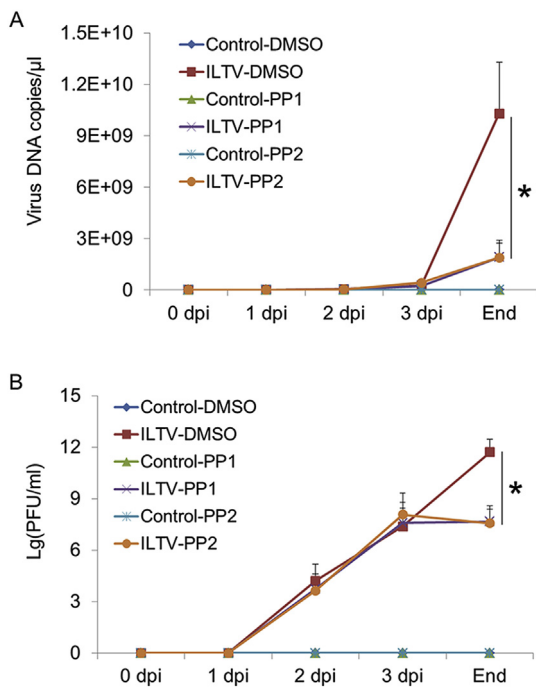 A
1.5E+10
1.2E+10
9E+09
6E+09
3E+09
0
Virus DNA copies/µl
Control-DMSO
ILTV-DMSO
Control-PP1
ILTV-PP1
Control-PP2
ILTV-PP2
*
0 dpi 1 dpi 2 dpi 3 dpi End
B
15
12
9
6
3
0
Lg(PFU/ml)
Control-DMSO
ILTV-DMSO
Control-PP1
ILTV-PP1
Control-PP2
ILTV-PP2
*
0 dpi 1 dpi 2 dpi 3 dpi End